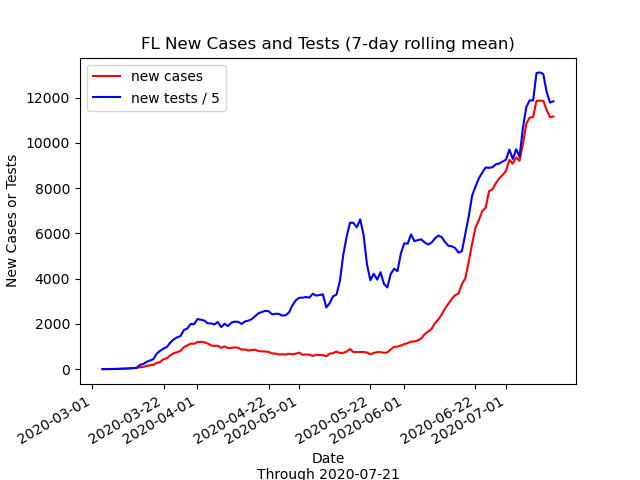 FL New Cases and Tests (7-day rolling mean)
new cases
new tests / 5
12000
10000
8000
6000
4000
2000
0
New Cases or Tests
2020-03-01
2020-03-22
2020-04-01
2020-04-22
2020-05-01
2020-05-22
2020-06-01
2020-06-22
2020-07-01
Date
Through 2020-07-21